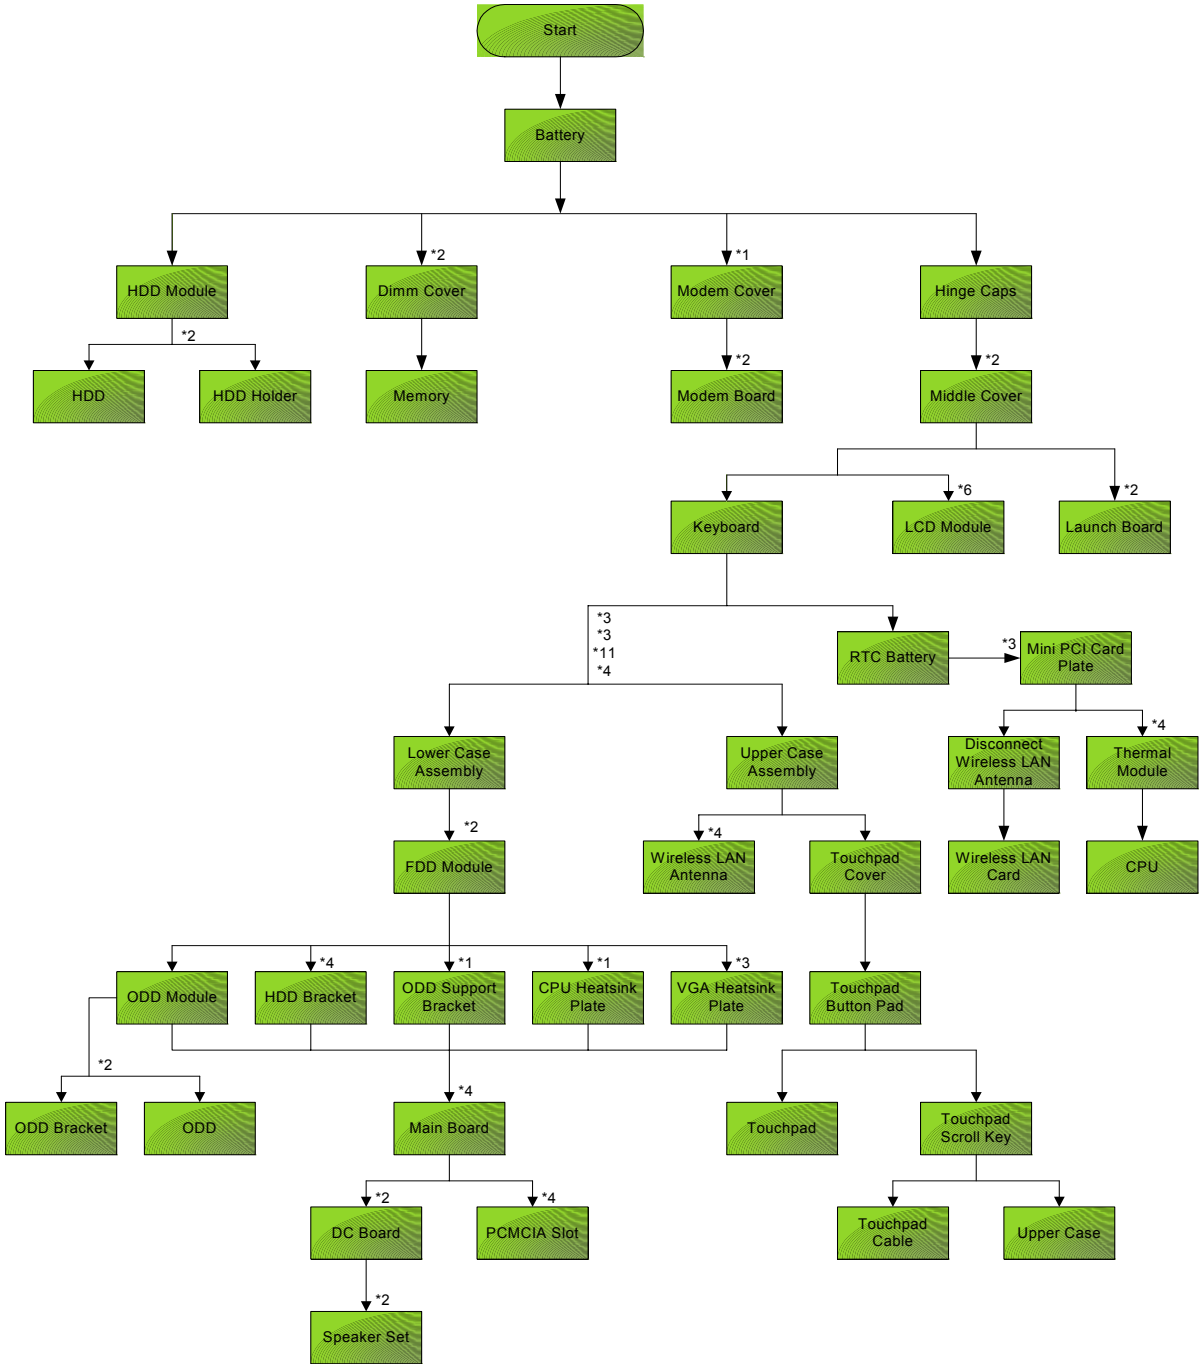 Start
Battery
*2
*1
HDD Module
Dimm Cover
Modem Cover
Hinge Caps
*2
*2
*2
HDD
HDD Holder
Memory
Modem Board
Middle Cover
*6
*2
Keyboard
LCD Module
Launch Board
*3
*3
*11
*4
RTC Battery
*3
Mini PCI Card
Plate
*4
Lower Case
Assembly
Upper Case
Assembly
Disconnect
Wireless LAN
Antenna
Thermal
Module
*2
*4
FDD Module
Wireless LAN
Antenna
Touchpad
Cover
Wireless LAN
Card
CPU
*4
*1
*1
*3
ODD Module
HDD Bracket
ODD Support
Bracket
CPU Heatsink
Plate
VGA Heatsink
Plate
Touchpad
Button Pad
*2
*4
ODD Bracket
ODD
Main Board
Touchpad
Touchpad
Scroll Key
*2
*4
DC Board
PCMCIA Slot
Touchpad
Cable
Upper Case
*2
Speaker Set